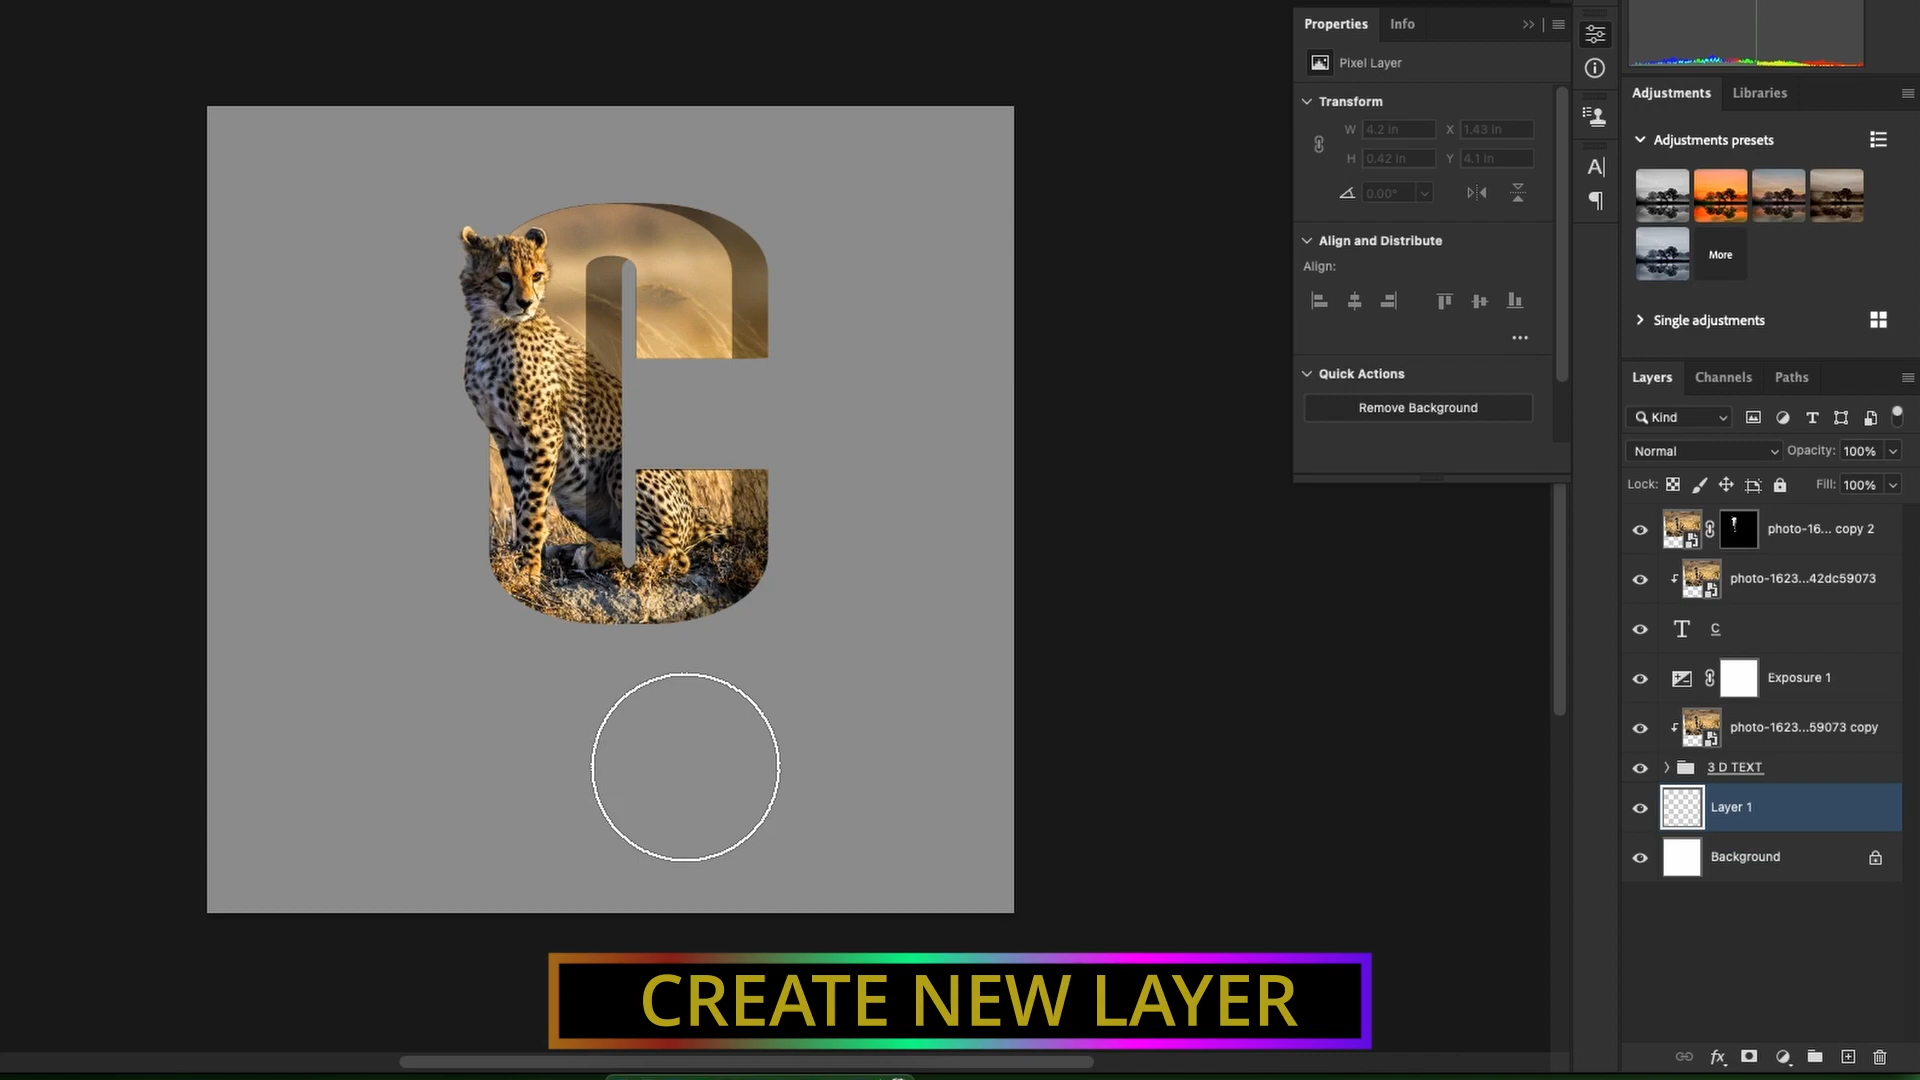 Properties Info
Pixel Layer
Transform
W 4.2 in X 1.43 in
H 0.42 in Y 4.1 in
0.00°
Align and Distribute
Align:
Quick Actions
Remove Background
Adjustments Libraries
Adjustments presets
More
Single adjustments
Layers Channels Paths
Kind
Normal Opacity: 100%
Lock: Fill: 100%
photo-16... copy 2
photo-1623...42dc59073
C
Exposure 1
photo-1623...59073 copy
3 D TEXT
Layer 1
Background
CREATE NEW LAYER